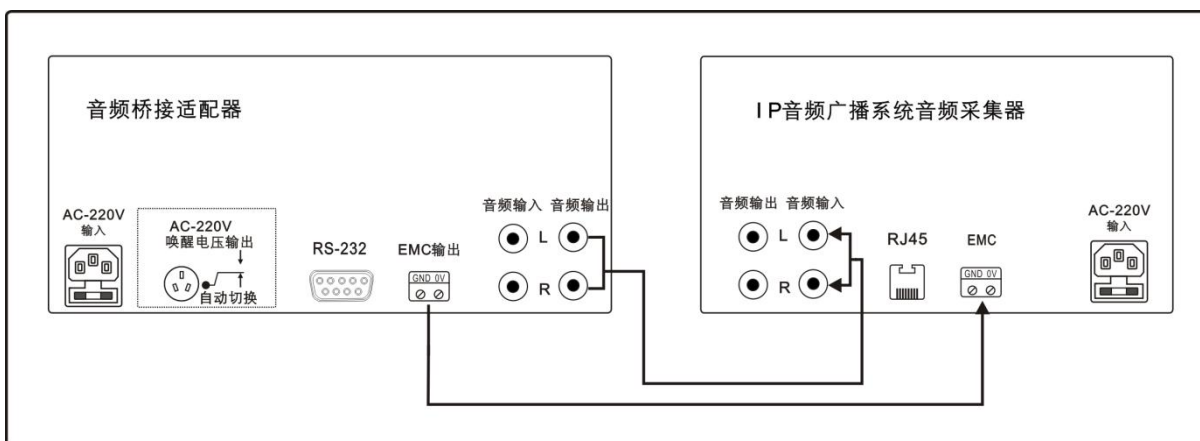 音频桥接适配器
AC-220V
输入
AC-220V
唤醒电压输出
自动切换
RS-232
EMC输出
GND 0V
音频输入 音频输出
L
R
IP音频广播系统音频采集器
音频输出 音频输入
L
R
RJ45
EMC
GND 0V
AC-220V
输入